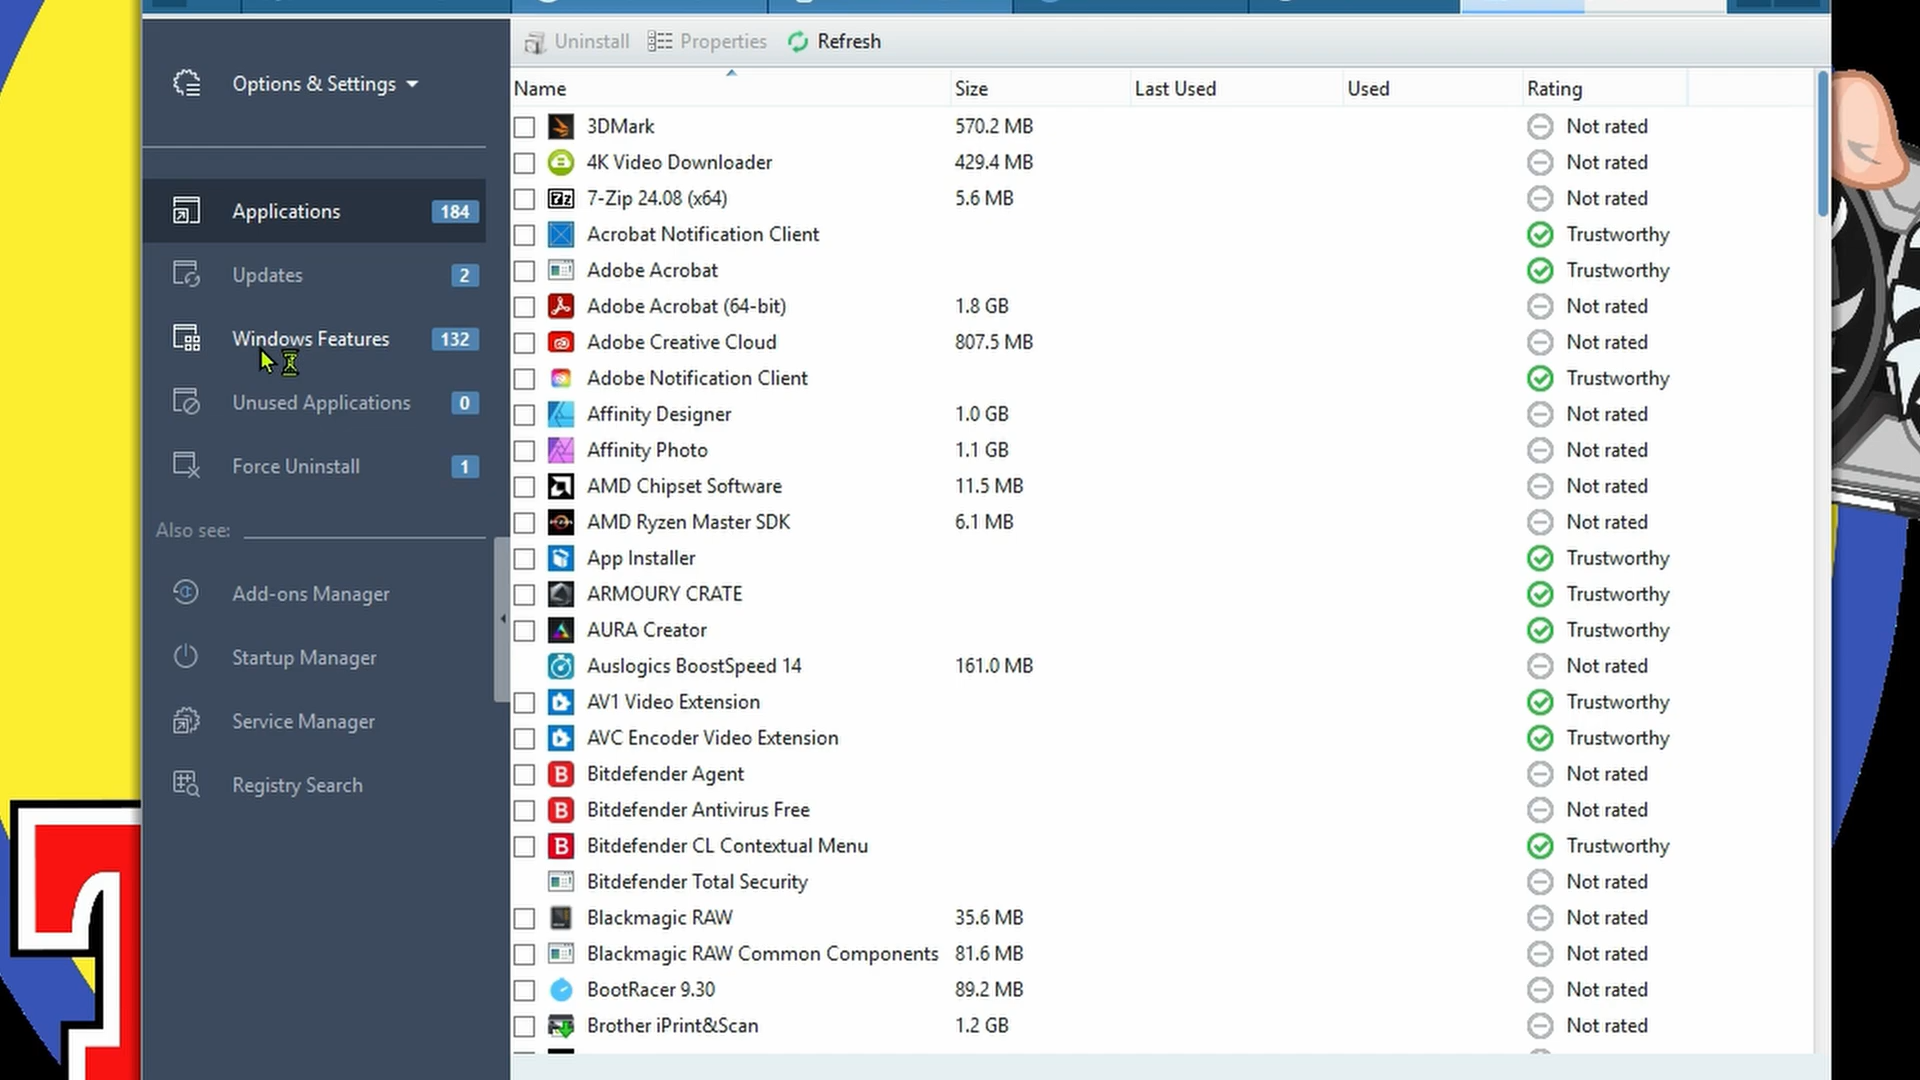 Uninstall Properties Refresh
Options & Settings
Applications 184
Updates 2
Windows Features 132
Unused Applications 0
Force Uninstall 1
Also see:
Add-ons Manager
Startup Manager
Service Manager
Registry Search
Name Size Last Used Used Rating
3DMark 570.2 MB Not rated
4K Video Downloader 429.4 MB Not rated
7-Zip 24.08 (x64) 5.6 MB Not rated
Acrobat Notification Client Trustworthy
Adobe Acrobat Trustworthy
Adobe Acrobat (64-bit) 1.8 GB Not rated
Adobe Creative Cloud 807.5 MB Not rated
Adobe Notification Client Trustworthy
Affinity Designer 1.0 GB Not rated
Affinity Photo 1.1 GB Not rated
AMD Chipset Software 11.5 MB Not rated
AMD Ryzen Master SDK 6.1 MB Not rated
App Installer Trustworthy
ARMOURY CRATE Trustworthy
AURA Creator Trustworthy
Auslogics BoostSpeed 14 161.0 MB Not rated
AV1 Video Extension Trustworthy
AVC Encoder Video Extension Trustworthy
Bitdefender Agent Not rated
Bitdefender Antivirus Free Not rated
Bitdefender CL Contextual Menu Trustworthy
Bitdefender Total Security Not rated
Blackmagic RAW 35.6 MB Not rated
Blackmagic RAW Common Components 81.6 MB Not rated
BootRacer 9.30 89.2 MB Not rated
Brother iPrint&Scan 1.2 GB Not rated